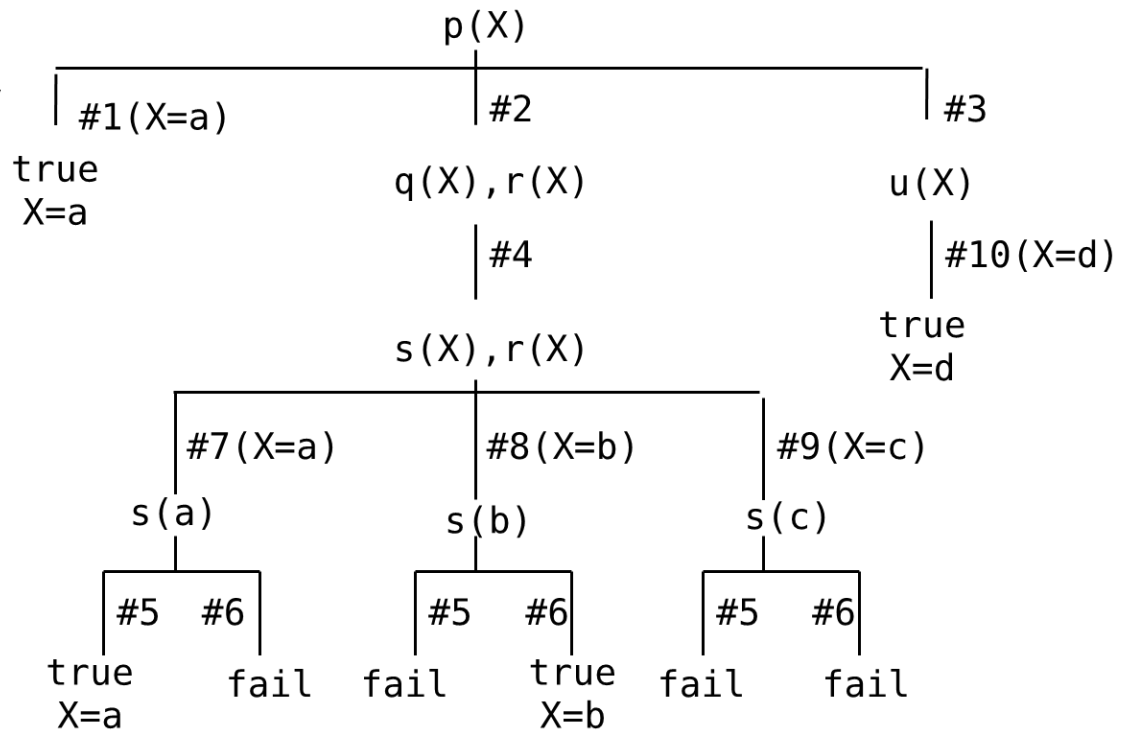 p(X)
#1(X=a) #2 #3
true
X=a
q(X),r(X) u(X)
#4 #10(X=d)
true
X=d
s(X),r(X)
#7(X=a) #8(X=b) #9(X=c)
s(a) s(b) s(c)
#5 #6 #5 #6 #5 #6
true fail fail true fail fail
X=a X=b